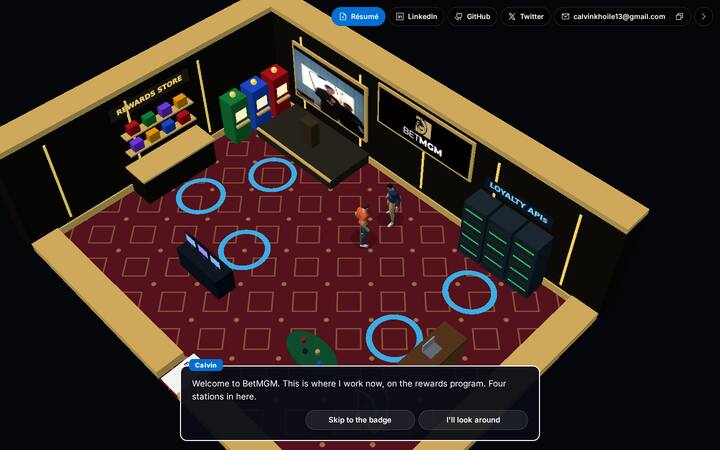 Résumé
LinkedIn
GitHub
Twitter
calvinkhoile13@gmail.com
REWARDS STORE
BETMGM
LOYALTY APIs
Calvin
Welcome to BetMGM. This is where I work now, on the rewards program. Four
stations in here.
Skip to the badge
I'll look around